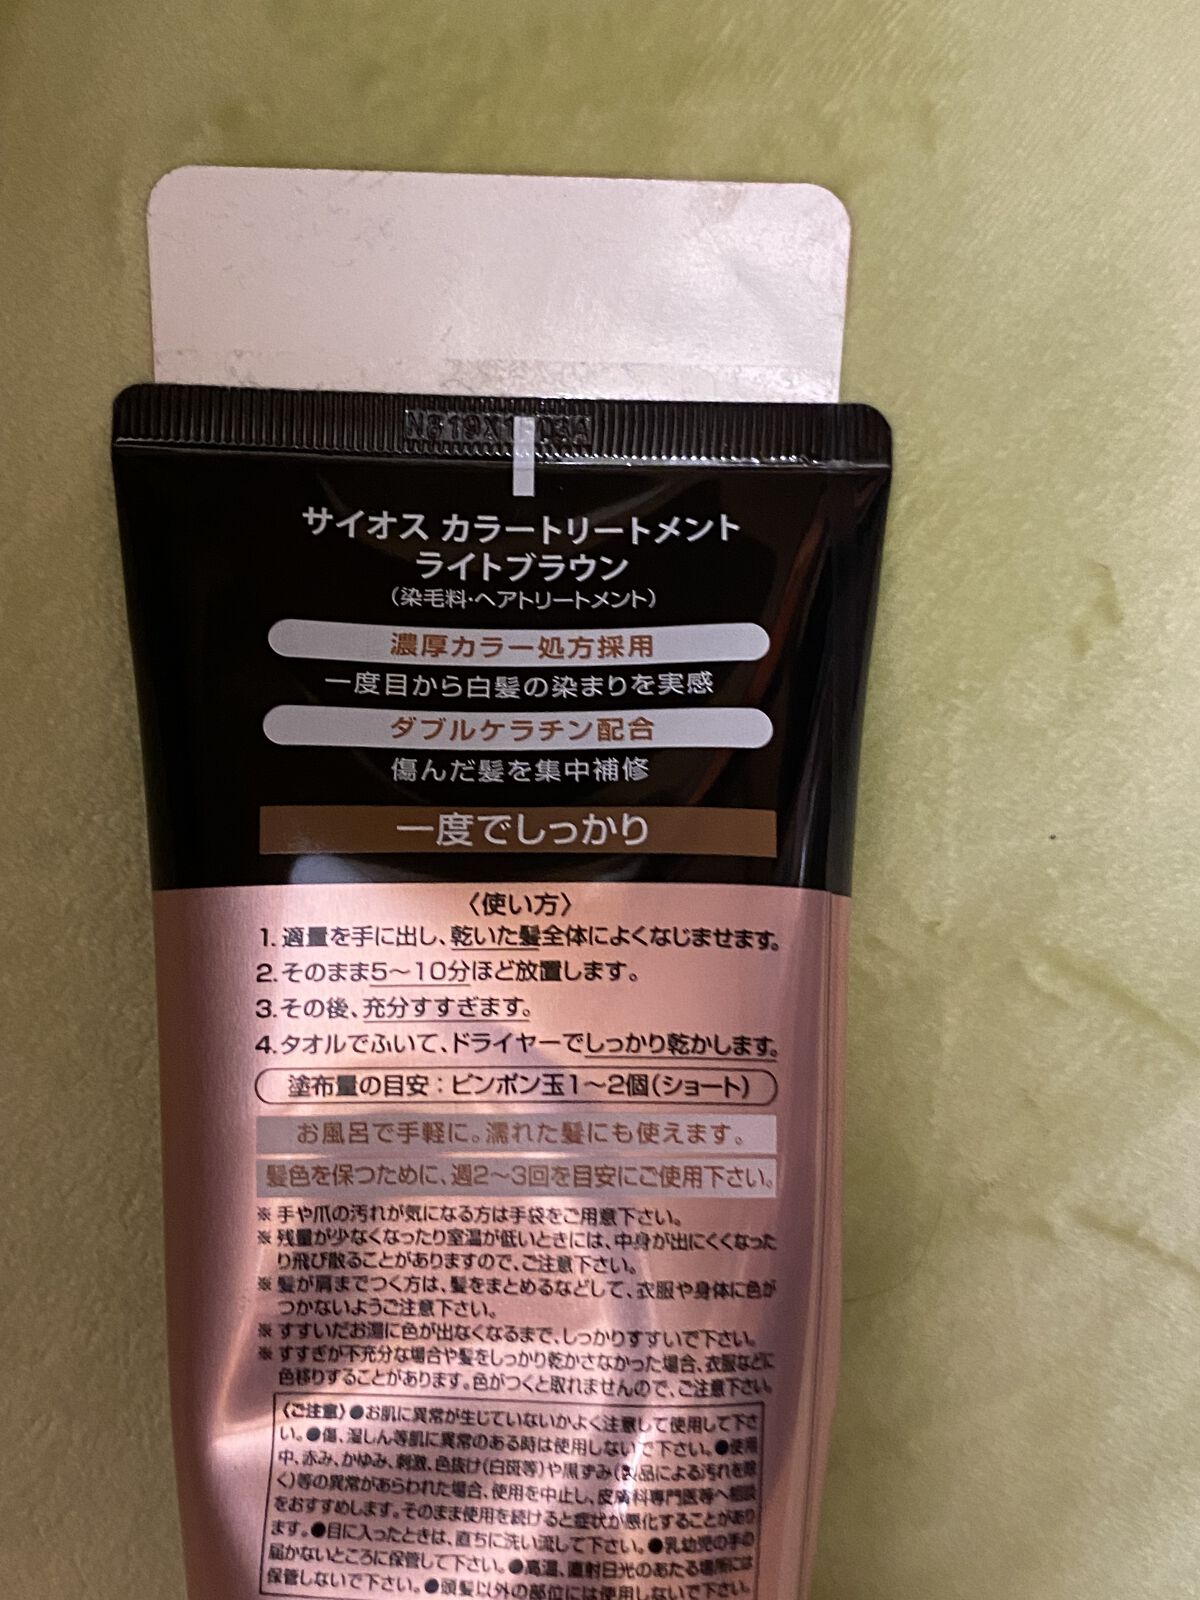 サイオス カラートリートメント
ライトブラウン
(染毛料・ヘアトリートメント)
濃厚カラー処方採用
一度目から白髪の染まりを実感
ダブルケラチン配合
傷んだ髪を集中補修
一度でしっかり
〈使い方〉
1. 適量を手に出し、乾いた髪全体によくなじませます。
2. そのまま5〜10分ほど放置します。
3. その後、充分すすぎます。
4. タオルでふいて、ドライヤーでしっかり乾かします。
塗布量の目安:ピンポン玉1〜2個(ショート)
お風呂で手軽に。濡れた髪にも使えます。
髪色を保つために、週2〜3回を目安にご使用下さい。
※ 手や爪の汚れが気になる方は手袋をご用意下さい。
※ 残量が少なくなったり室温が低いときには、中身が出にくくなった
り飛び散ることがありますので、ご注意下さい。
※ 髪が肩までつく方は、髪をまとめるなどして、衣服や身体に色が
つかないようご注意下さい。
※ すすいだお湯に色が出なくなるまで、しっかりすすいで下さい。
※ すすぎが不充分な場合や髪をしっかり乾かさなかった場合、衣服などに
色移りすることがあります。色がつくと取れませんので、ご注意下さい。
〈ご注意〉●お肌に異常が生じていないかよく注意して使用して下さ
い。●傷、湿しん等肌に異常のある時は使用しないで下さい。●使用
中、赤み、かゆみ、刺激、色抜け(白斑等)や黒ずみ(製品による汚れを除
く)等の異常があらわれた場合、使用を中止し、皮膚科専門医等へ相談
をおすすめします。そのまま使用を続けると症状が悪化することがあり
ます。●目に入ったときは、直ちに洗い流して下さい。●乳幼児の手の
届かないところに保管して下さい。●高温、直射日光のあたる場所には
保管しないで下さい。●頭髪以外の部位には使用しないで下さい。